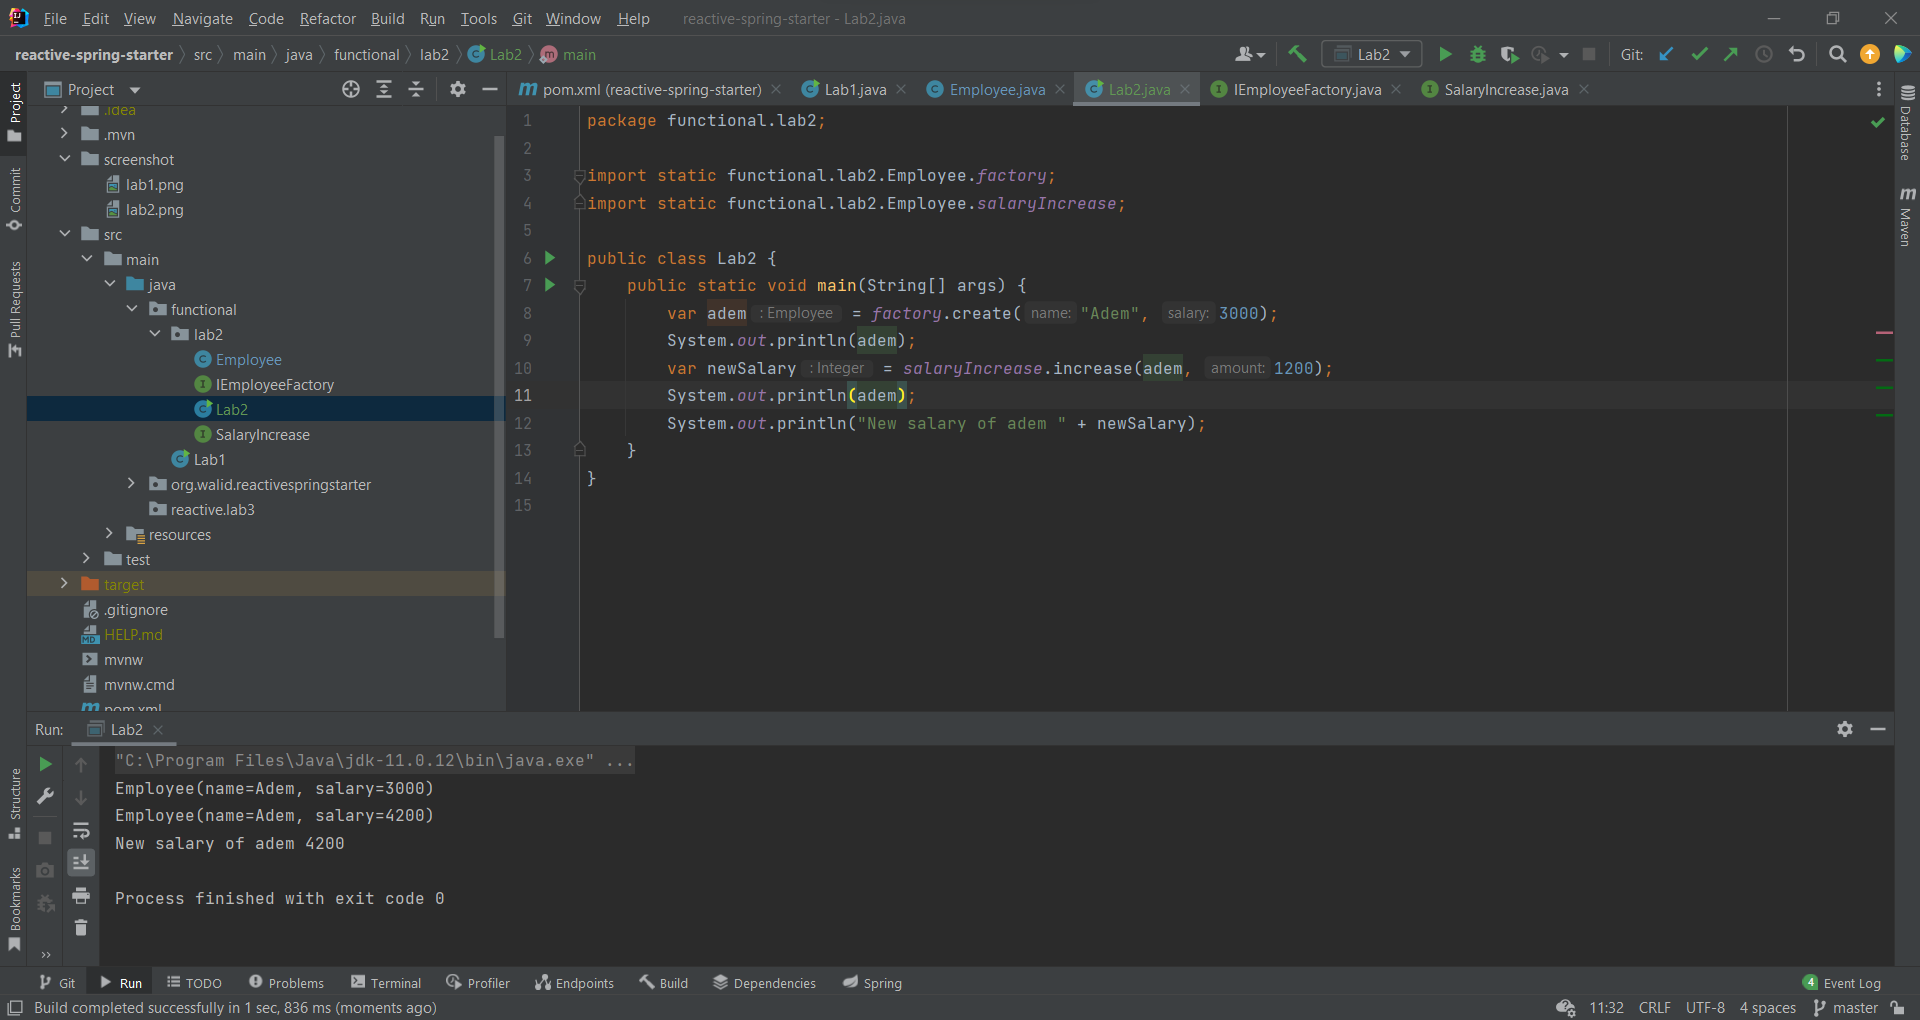 File Edit View Navigate Code Refactor Build Run Tools Git Window Help reactive-spring-starter - Lab2.java
reactive-spring-starter src main java functional lab2 Lab2 main Lab2 Git:
Project
pom.xml (reactive-spring-starter) Lab1.java Employee.java Lab2.java IEmployeeFactory.java SalaryIncrease.java
Project
Commit
Pull Requests
Structure
Bookmarks
.idea
.mvn
screenshot
lab1.png
lab2.png
src
main
java
functional
lab2
Employee
IEmployeeFactory
Lab2
SalaryIncrease
Lab1
org.walid.reactivespringstarter
reactive.lab3
resources
test
target
.gitignore
HELP.md
mvnw
mvnw.cmd
pom.xml
1 package functional.lab2;
2
3 import static functional.lab2.Employee.factory;
4 import static functional.lab2.Employee.salaryIncrease;
5
6 public class Lab2 {
7 public static void main(String[] args) {
8 var adem : Employee = factory.create( name: "Adem", salary: 3000);
9 System.out.println(adem);
10 var newSalary : Integer = salaryIncrease.increase(adem, amount: 1200);
11 System.out.println(adem);
12 System.out.println("New salary of adem " + newSalary);
13 }
14 }
15
Database
Maven
Run: Lab2
"C:\Program Files\Java\jdk-11.0.12\bin\java.exe" ...
Employee(name=Adem, salary=3000)
Employee(name=Adem, salary=4200)
New salary of adem 4200
Process finished with exit code 0
Git Run TODO Problems Terminal Profiler Endpoints Build Dependencies Spring 4 Event Log
Build completed successfully in 1 sec, 836 ms (moments ago) 11:32 CRLF UTF-8 4 spaces master